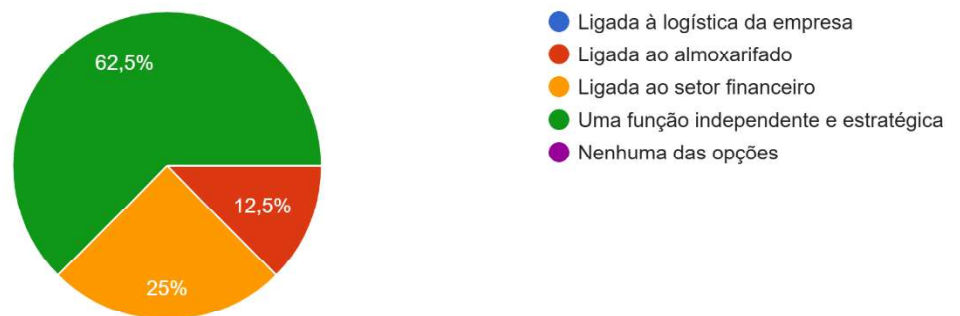 62,5%
12,5%
25%
Ligada à logística da empresa
Ligada ao almoxarifado
Ligada ao setor financeiro
Uma função independente e estratégica
Nenhuma das opções